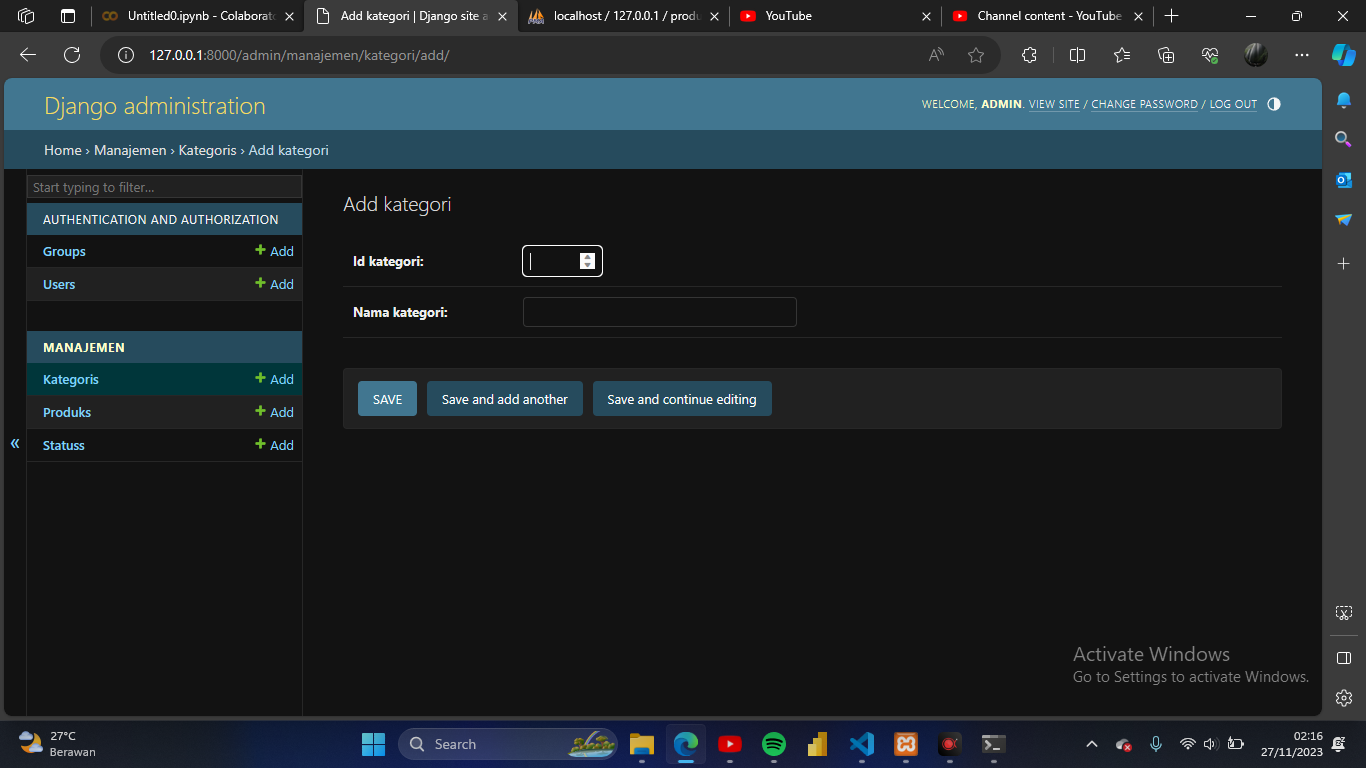 Untitled0.ipynb - Colaborato
Add kategori | Django site a
localhost / 127.0.0.1 / produ
YouTube
Channel content - YouTube
127.0.0.1:8000/admin/manajemen/kategori/add/
Django administration
WELCOME, ADMIN. VIEW SITE / CHANGE PASSWORD / LOG OUT
Home › Manajemen › Kategoris › Add kategori
Start typing to filter...
AUTHENTICATION AND AUTHORIZATION
Groups + Add
Users + Add
MANAJEMEN
Kategoris + Add
Produks + Add
Statuss + Add
«
Add kategori
Id kategori:
Nama kategori:
SAVE
Save and add another
Save and continue editing
Activate Windows
Go to Settings to activate Windows.
27°C
Berawan
Search
02:16
27/11/2023